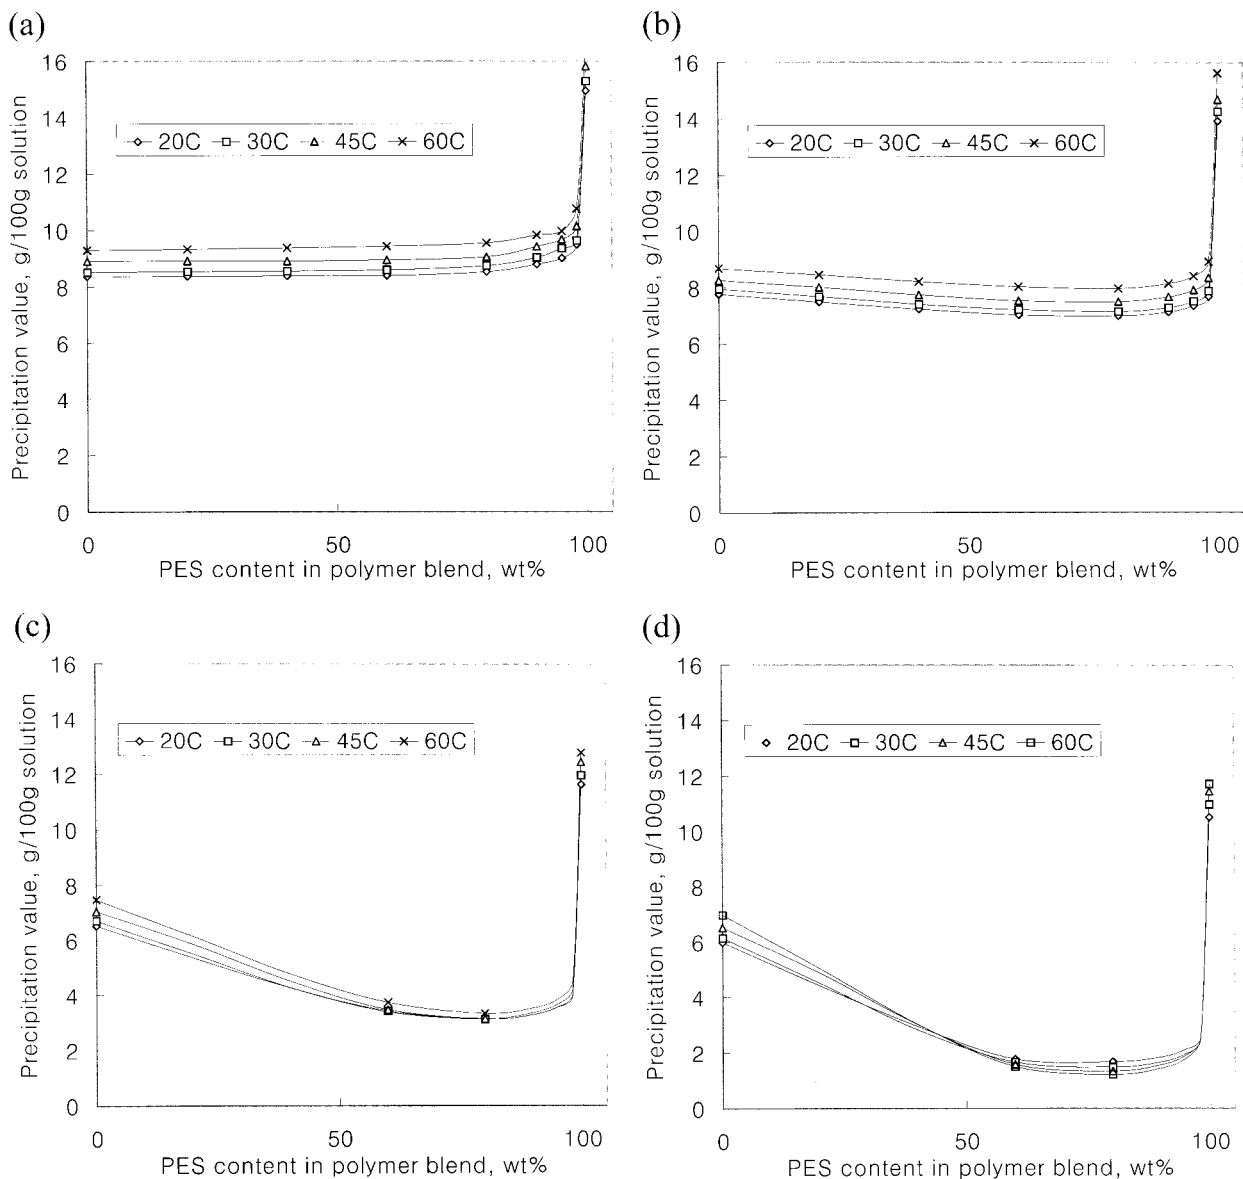 (a)
Precipitation value, g/100g solution
16
14
12
10
8
6
4
2
0
20C 30C 45C 60C
0 50 100
PES content in polymer blend, wt%
(b)
Precipitation value, g/100g solution
16
14
12
10
8
6
4
2
0
20C 30C 45C 60C
0 50 100
PES content in polymer blend, wt%
(c)
Precipitation value, g/100g solution
16
14
12
10
8
6
4
2
0
20C 30C 45C 60C
0 50 100
PES content in polymer blend, wt%
(d)
Precipitation value, g/100g solution
16
14
12
10
8
6
4
2
0
20C 30C 45C 60C
0 50 100
PES content in polymer blend, wt%